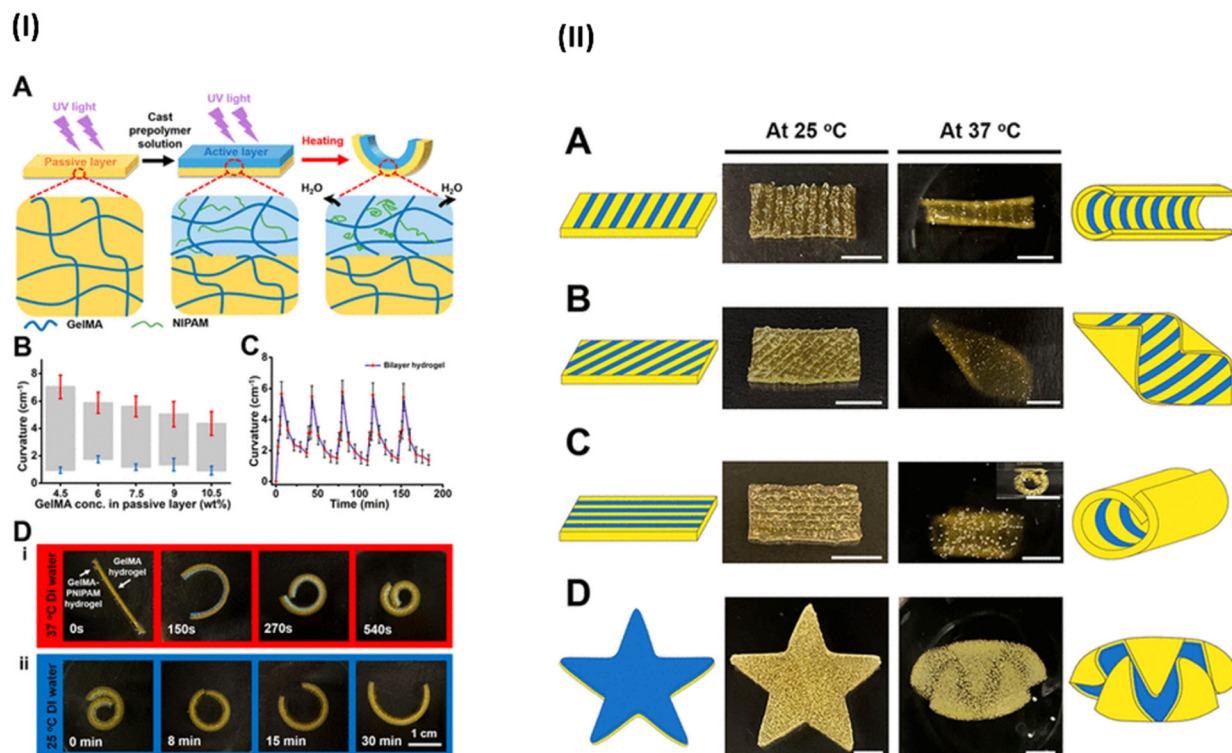 (I)
A
UV light
Cast
prepolymer
solution
UV light
Heating
Passive layer
Active layer
H₂O
H₂O
GelMA
NIPAM
B
Curvature (cm⁻¹)
8
6
4
2
0
4.5 6 7.5 9 10.5
GelMA conc. in passive layer (wt%)
C
Bilayer hydrogel
Curvature (cm⁻¹)
8
6
4
2
0
0 50 100 150 200
Time (min)
D
i
37 °C DI water
GelMA-
PNIPAM
hydrogel
GelMA
hydrogel
0s
150s
270s
540s
ii
25 °C DI water
0 min
8 min
15 min
30 min
1 cm
(II)
At 25 °C
At 37 °C
A
B
C
D